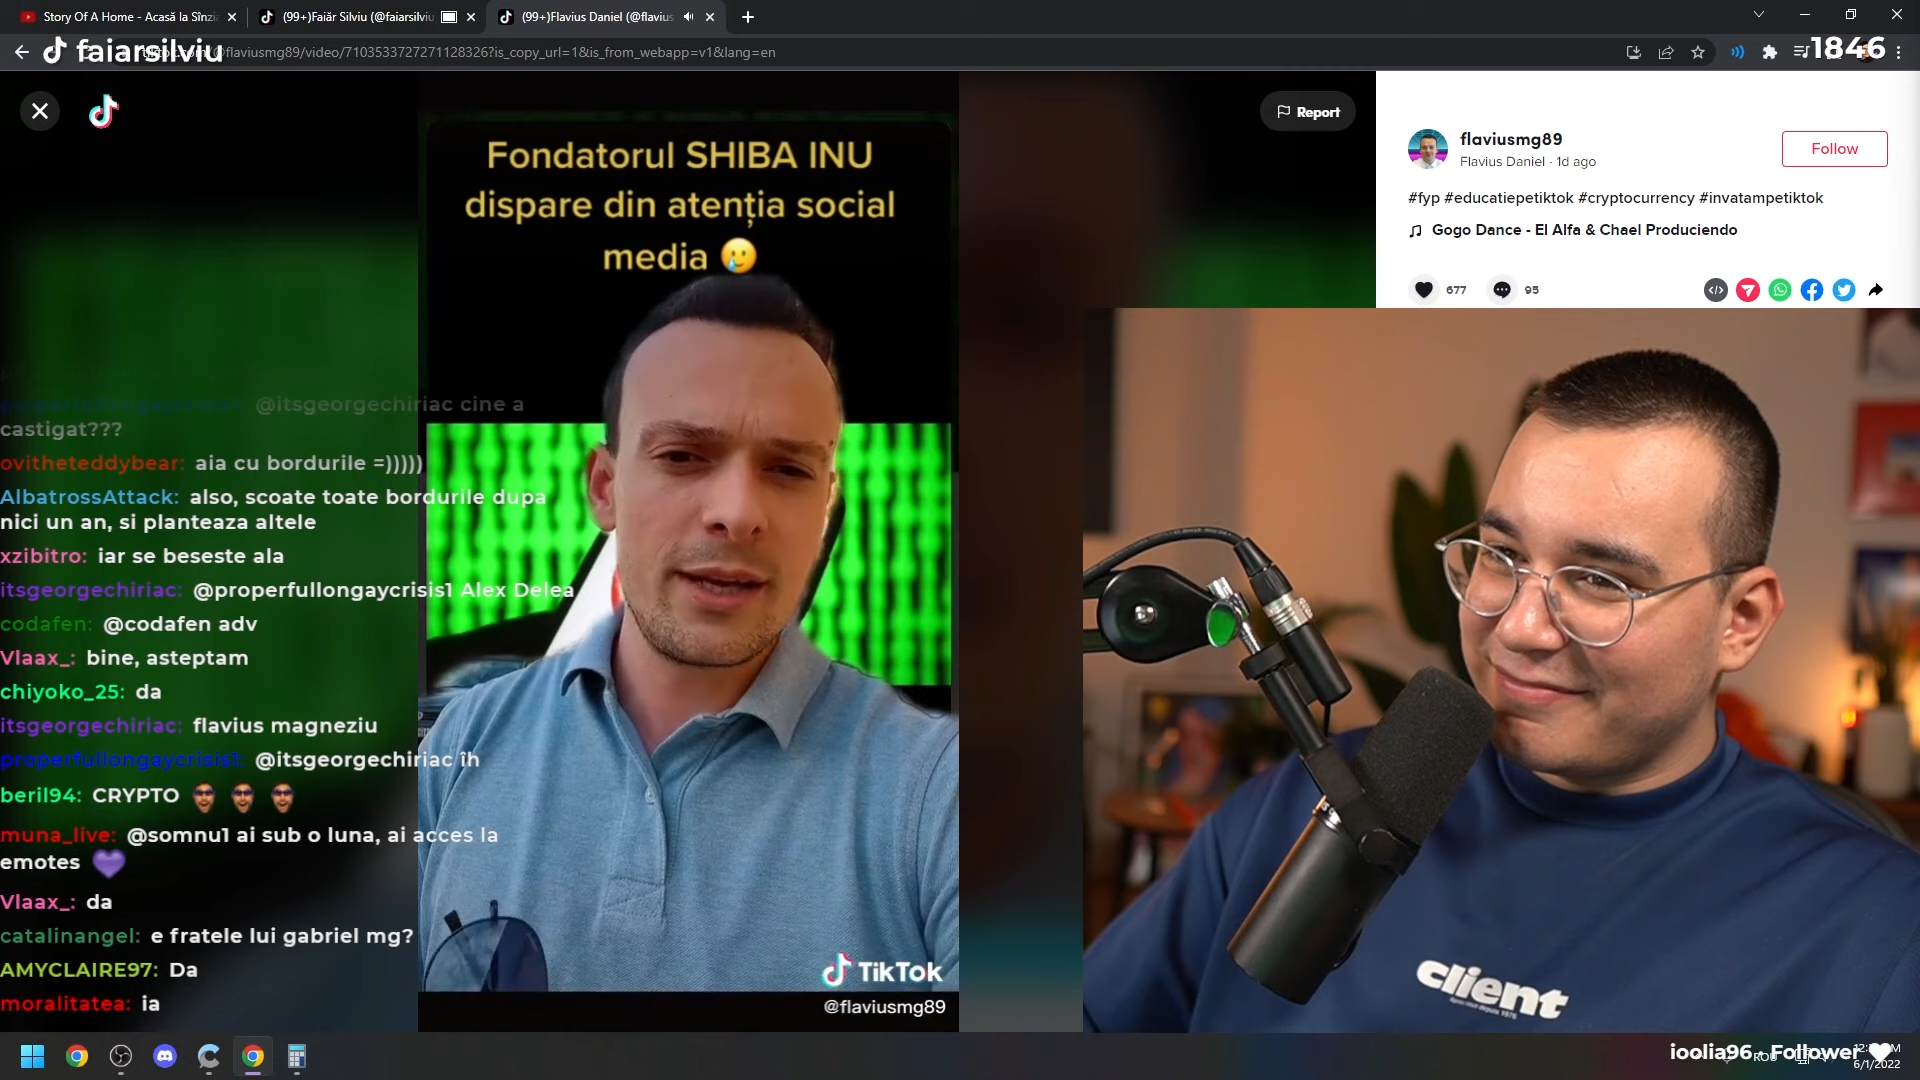 Story Of A Home - Acasă la Sînzi
(99+)Faiăr Silviu (@faiarsilviu
(99+)Flavius Daniel (@flavius
@flaviusmg89/video/7103533727271128326?is_copy_url=1&is_from_webapp=v1&lang=en
faiarsilviu
1846
Report
Fondatorul SHIBA INU
dispare din atenția social
media 🥲
flaviusmg89
Flavius Daniel · 1d ago
Follow
#fyp #educatiepetiktok #cryptocurrency #invatampetiktok
Gogo Dance - El Alfa & Chael Produciendo
677
95
properfullongaycrisis1: @itsgeorgechiriac cine a
castigat???
ovitheteddybear: aia cu bordurile =)))))
AlbatrossAttack: also, scoate toate bordurile dupa
nici un an, si planteaza altele
xzibitro: iar se beseste ala
itsgeorgechiriac: @properfullongaycrisis1 Alex Delea
codafen: @codafen adv
Vlaax_: bine, asteptam
chiyoko_25: da
itsgeorgechiriac: flavius magneziu
properfullongaycrisis1: @itsgeorgechiriac îh
beril94: CRYPTO
muna_live: @somnu1 ai sub o luna, ai acces la
emotes 💜
Vlaax_: da
catalinangel: e fratele lui gabriel mg?
AMYCLAIRE97: Da
moralitatea: ia
TikTok
@flaviusmg89
client
ioolia96 - Follower
ROU
6/1/2022